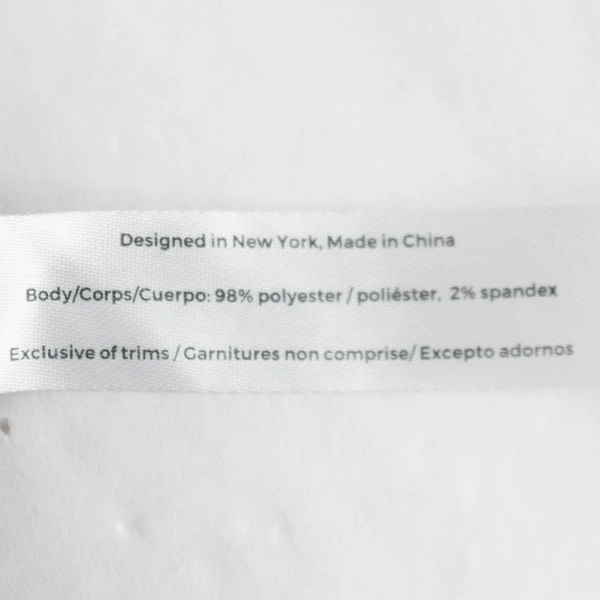 Designed in New York, Made in China
Body/Corps/Cuerpo: 98% polyester / poliéster, 2% spandex
Exclusive of trims / Garnitures non comprise/ Excepto adornos